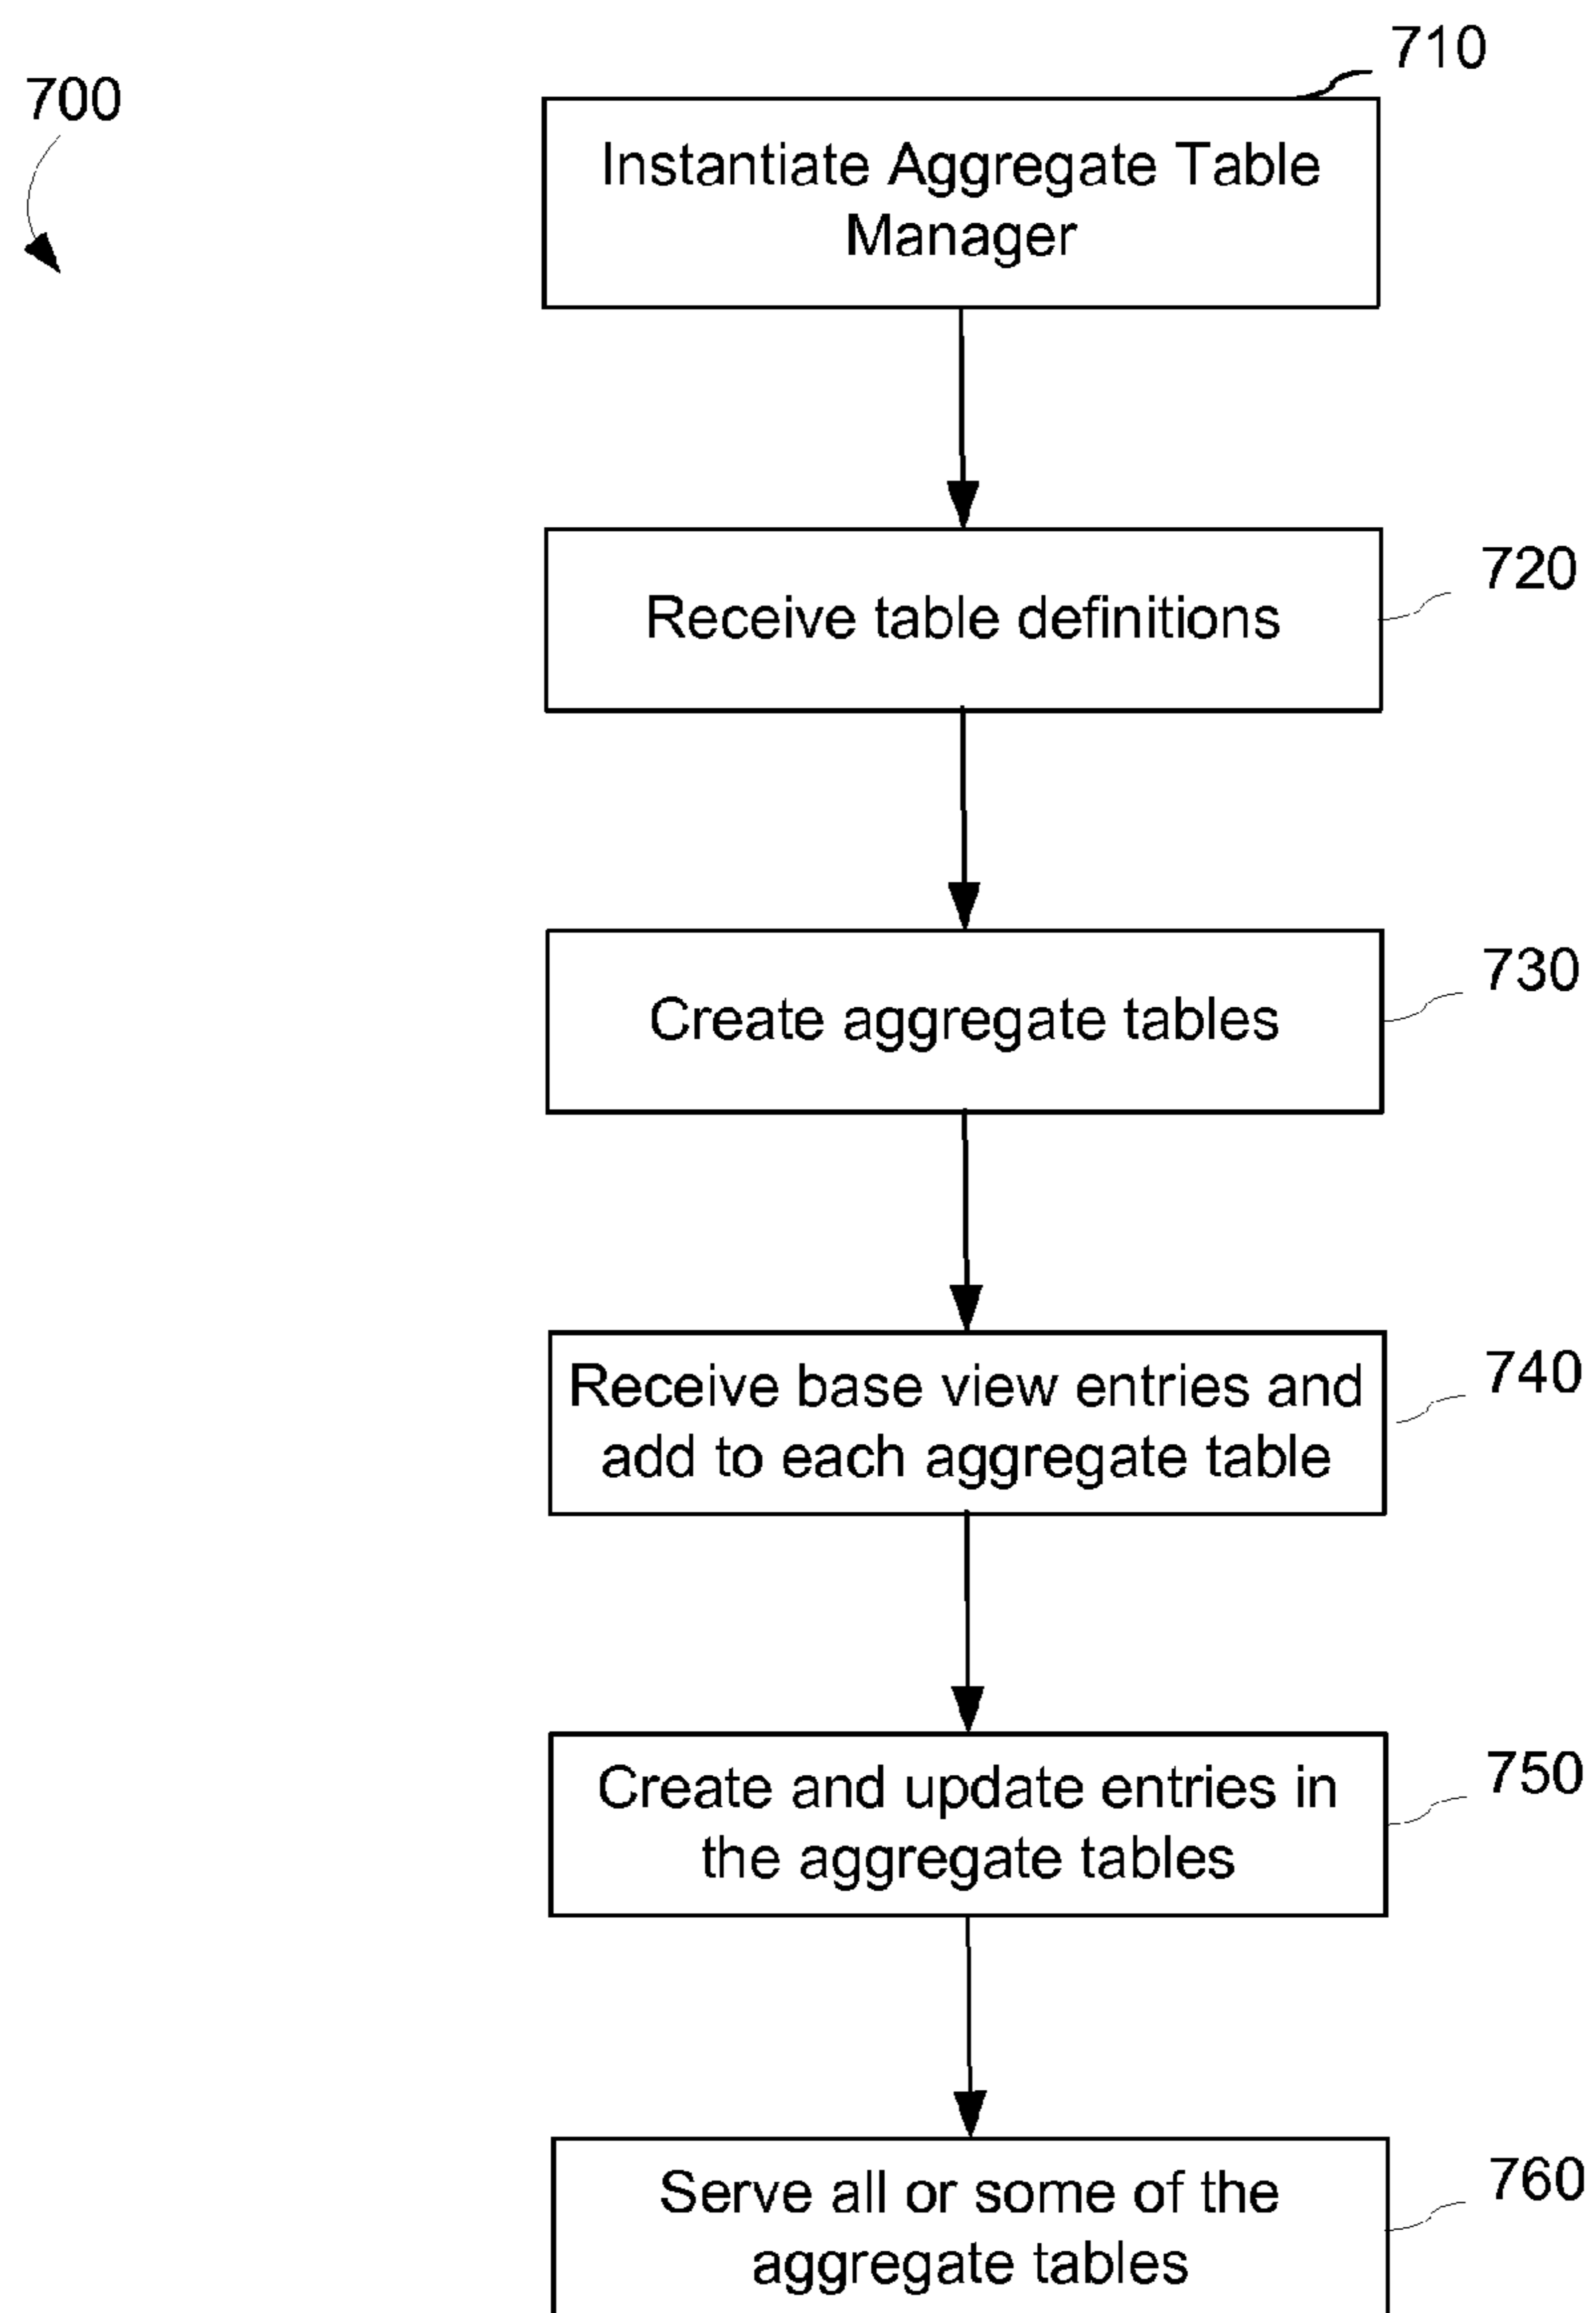 710
700
Instantiate Aggregate Table
Manager
720
Receive table definitions
730
Create aggregate tables
740
Receive base view entries and
add to each aggregate table
750
Create and update entries in
the aggregate tables
760
Serve all or some of the
aggregate tables